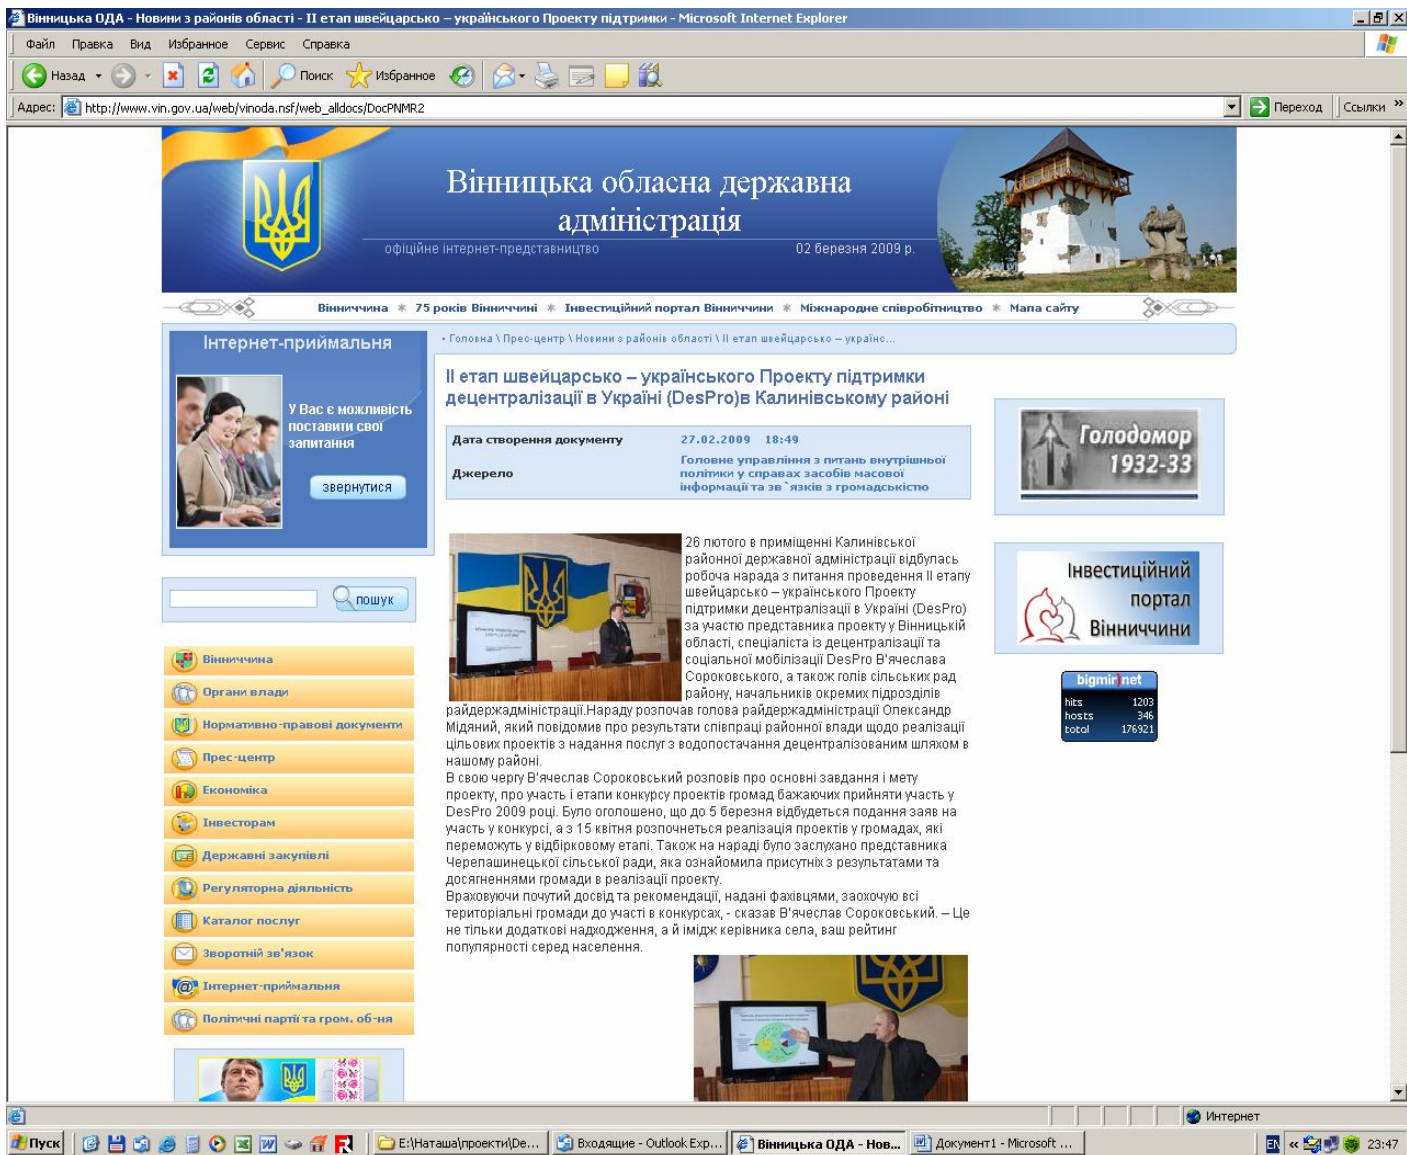 Вінницька ОДА - Новини з районів області - II етап швейцарсько – українського Проекту підтримки - Microsoft Internet Explorer
Файл Правка Вид Избранное Сервис Справка
Назад Поиск Избранное
Адрес: http://www.vin.gov.ua/web/vinoda.nsf/web_alldocs/DocPNMR2 Переход Ссылки »
Вінницька обласна державна
адміністрація
офіційне інтернет-представництво 02 березня 2009 р.
Вінниччина * 75 років Вінниччині * Інвестиційний портал Вінниччини * Міжнародне співробітництво * Мапа сайту
Інтернет-приймальня
У Вас є можливість
поставити свої
запитання
звернутися
пошук
Вінниччина
Органи влади
Нормативно-правові документи
Прес-центр
Економіка
Інвесторам
Державні закупівлі
Регуляторна діяльність
Каталог послуг
Зворотній зв'язок
Інтернет-приймальня
Політичні партії та гром. об-ня
• Головна \ Прес-центр \ Новини з районів області \ II етап швейцарсько – українс...
II етап швейцарсько – українського Проекту підтримки
децентралізації в Україні (DesPro)в Калинівському районі
Дата створення документу 27.02.2009 18:49
Джерело Головне управління з питань внутрішньої
політики у справах засобів масової
інформації та зв`язків з громадськістю
26 лютого в приміщенні Калинівської
районної державної адміністрації відбулась
робоча нарада з питання проведення II етапу
швейцарсько – українського Проекту
підтримки децентралізації в Україні (DesPro)
за участю представника проекту у Вінницькій
області, спеціаліста із децентралізації та
соціальної мобілізації DesPro В'ячеслава
Сороковського, а також голів сільських рад
району, начальників окремих підрозділів
райдержадміністрації.Нараду розпочав голова райдержадміністрації Олександр
Мідяний, який повідомив про результати співпраці районної влади щодо реалізації
цільових проектів з надання послуг з водопостачання децентралізованим шляхом в
нашому районі.
В свою чергу В'ячеслав Сороковський розповів про основні завдання і мету
проекту, про участь і етапи конкурсу проектів громад бажаючих прийняти участь у
DesPro 2009 році. Було оголошено, що до 5 березня відбудеться подання заяв на
участь у конкурсі, а з 15 квітня розпочнеться реалізація проектів у громадах, які
переможуть у відбірковому етапі. Також на нараді було заслухано представника
Черепашинецької сільської ради, яка ознайомила присутніх з результатами та
досягненнями громади в реалізації проекту.
Враховуючи почутий досвід та рекомендації, надані фахівцями, заохочую всі
територіальні громади до участі в конкурсах, - сказав В'ячеслав Сороковський. – Це
не тільки додаткові надходження, а й імідж керівника села, ваш рейтинг
популярності серед населення.
Голодомор
1932-33
Інвестиційний
портал
Вінниччини
bigmir)net
hits 1203
hosts 346
total 176921
Интернет
Пуск E:\Наташа\проекти\De... Входящие - Outlook Exp... Вінницька ОДА - Нов... Документ1 - Microsoft ... EN « 23:47